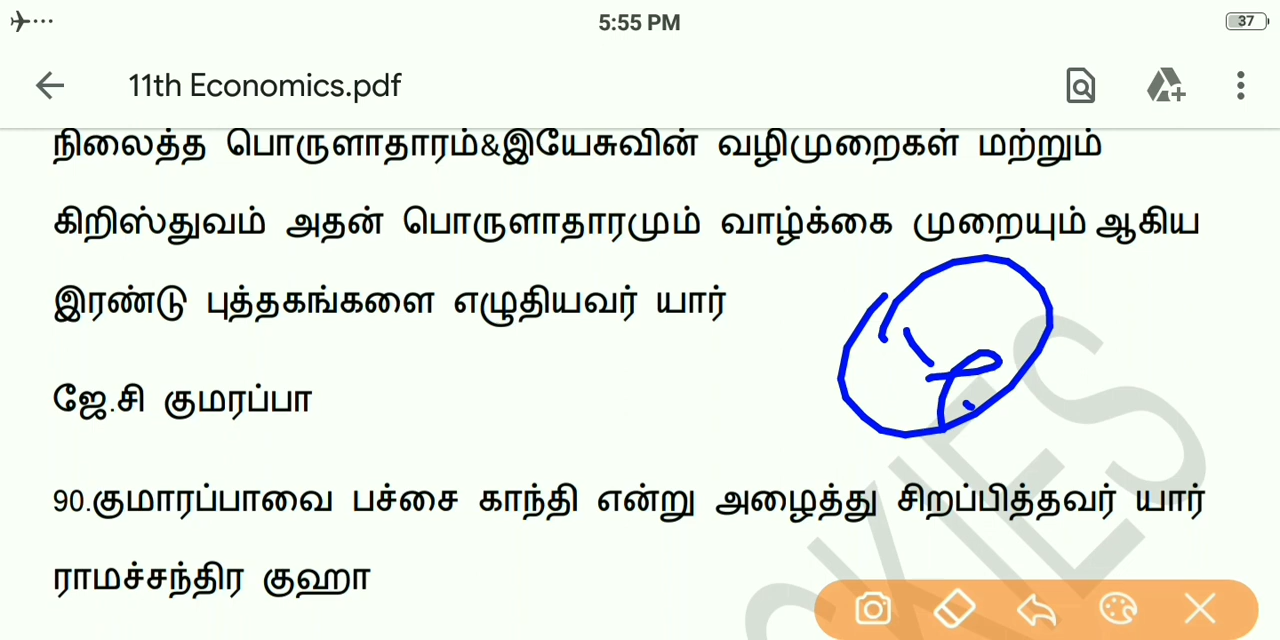 5:55 PM
37
11th Economics.pdf
நிலைத்த பொருளாதாரம்&இயேசுவின் வழிமுறைகள் மற்றும்
கிறிஸ்துவம் அதன் பொருளாதாரமும் வாழ்க்கை முறையும் ஆகிய
இரண்டு புத்தகங்களை எழுதியவர் யார்
ஜே.சி குமரப்பா
90.குமாரப்பாவை பச்சை காந்தி என்று அழைத்து சிறப்பித்தவர் யார்
ராமச்சந்திர குஹா